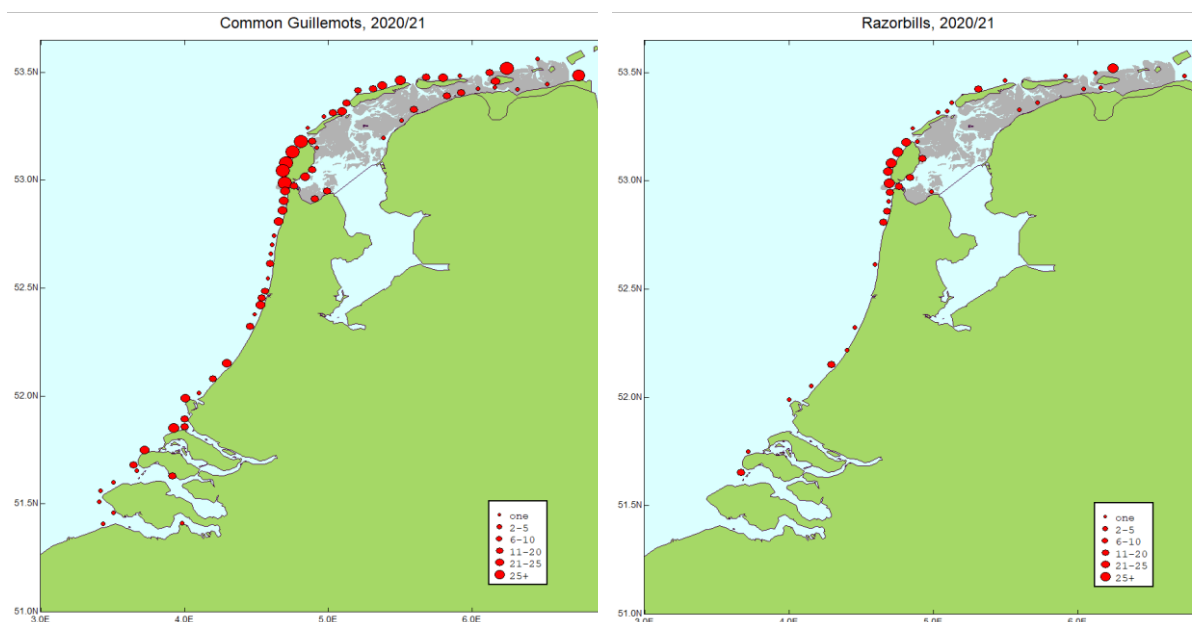 Common Guillemots, 2020/21
53.5N
53.0N
52.5N
52.0N
51.5N
51.0N
3.0E
4.0E
5.0E
6.0E
one
2-5
6-10
11-20
21-25
25+
Razorbills, 2020/21
53.5N
53.0N
52.5N
52.0N
51.5N
51.0N
3.0E
4.0E
5.0E
6.0E
one
2-5
6-10
11-20
21-25
25+